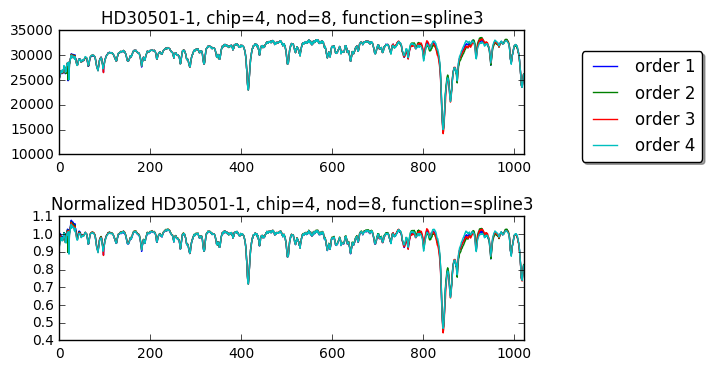 HD30501-1, chip=4, nod=8, function=spline3
35000
30000
25000
20000
15000
10000
0 200 400 600 800 1000
order 1
order 2
order 3
order 4
Normalized HD30501-1, chip=4, nod=8, function=spline3
1.1
1.0
0.9
0.8
0.7
0.6
0.5
0.4
0 200 400 600 800 1000